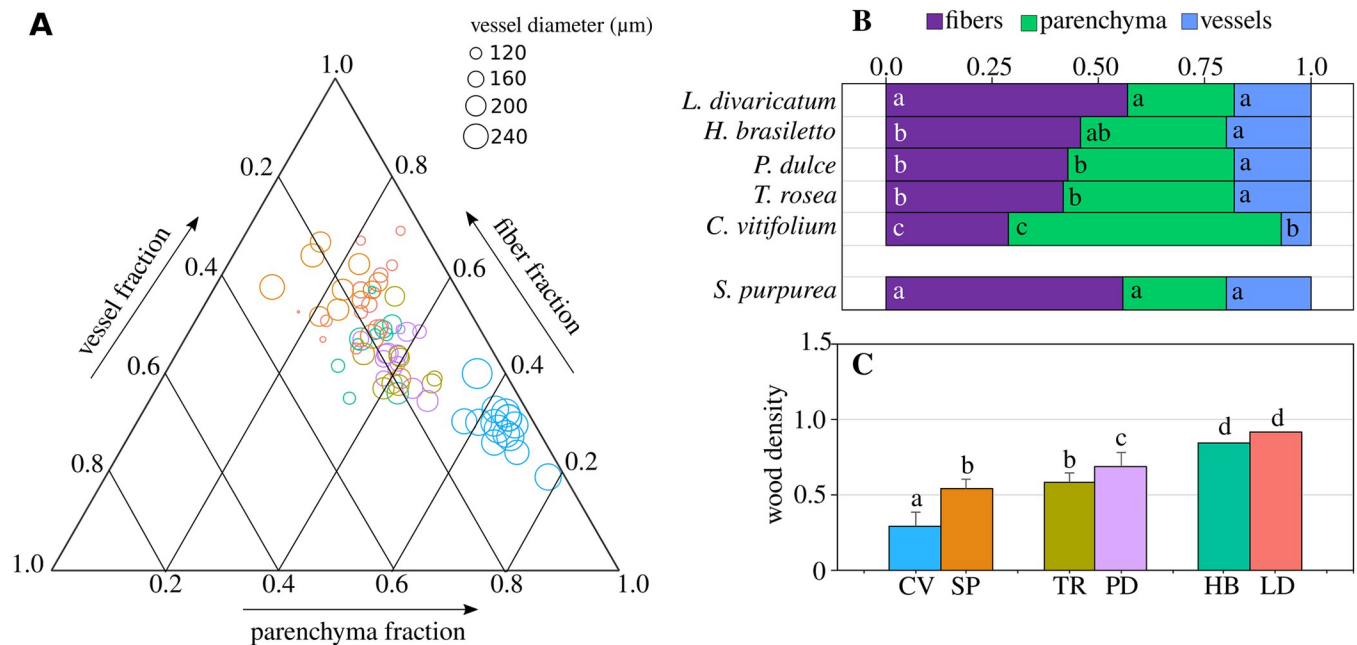 A
vessel diameter (µm)
120
160
200
240
1.0
0.2
0.8
vessel fraction
fiber fraction
0.4
0.6
0.6
0.4
0.8
0.2
1.0
0.2
0.4
0.6
0.8
1.0
parenchyma fraction
B
fibers parenchyma vessels
0.0 0.25 0.50 0.75 1.0
L. divaricatum a a a
H. brasiletto b ab a
P. dulce b b a
T. rosea b b a
C. vitifolium c c b
S. purpurea a a a
C
wood density
1.5
1.0
0.5
0
a b b c d d
CV SP TR PD HB LD